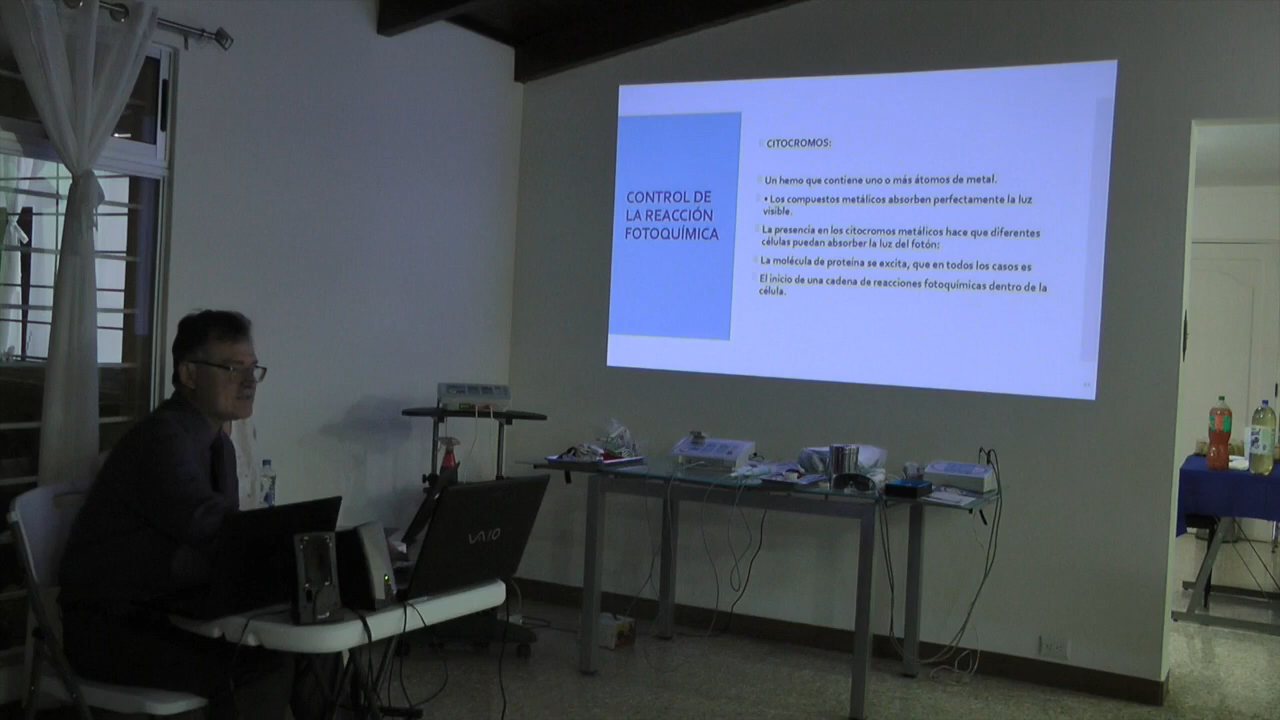 CONTROL DE
LA REACCIÓN
FOTOQUÍMICA
CITOCROMOS:
Un hemo que contiene uno o más átomos de metal.
• Los compuestos metálicos absorben perfectamente la luz
visible.
La presencia en los citocromos metálicos hace que diferentes
células puedan absorber la luz del fotón:
La molécula de proteína se excita, que en todos los casos es
El inicio de una cadena de reacciones fotoquímicas dentro de la
célula.
VAIO